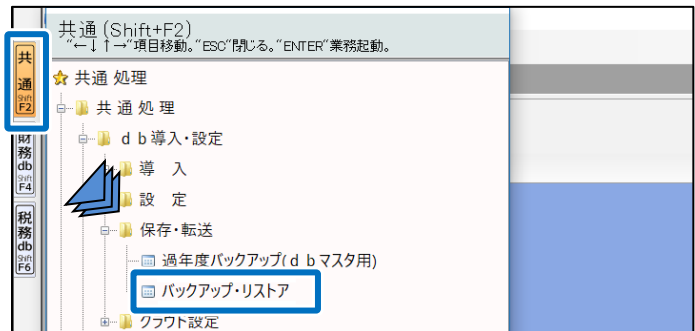 共通(Shift+F2)
“←↓↑→“項目移動。“ESC“閉じる。“ENTER“業務起動。
共
通
Shift
F2
財
務
db
Shift
F4
税
務
db
Shift
F6
共通 処理
共 通 処 理
ｄｂ導入・設定
導　入
設　定
保存・転送
過年度バックアップ(ｄｂマスタ用)
バックアップ・リストア
クラウド設定